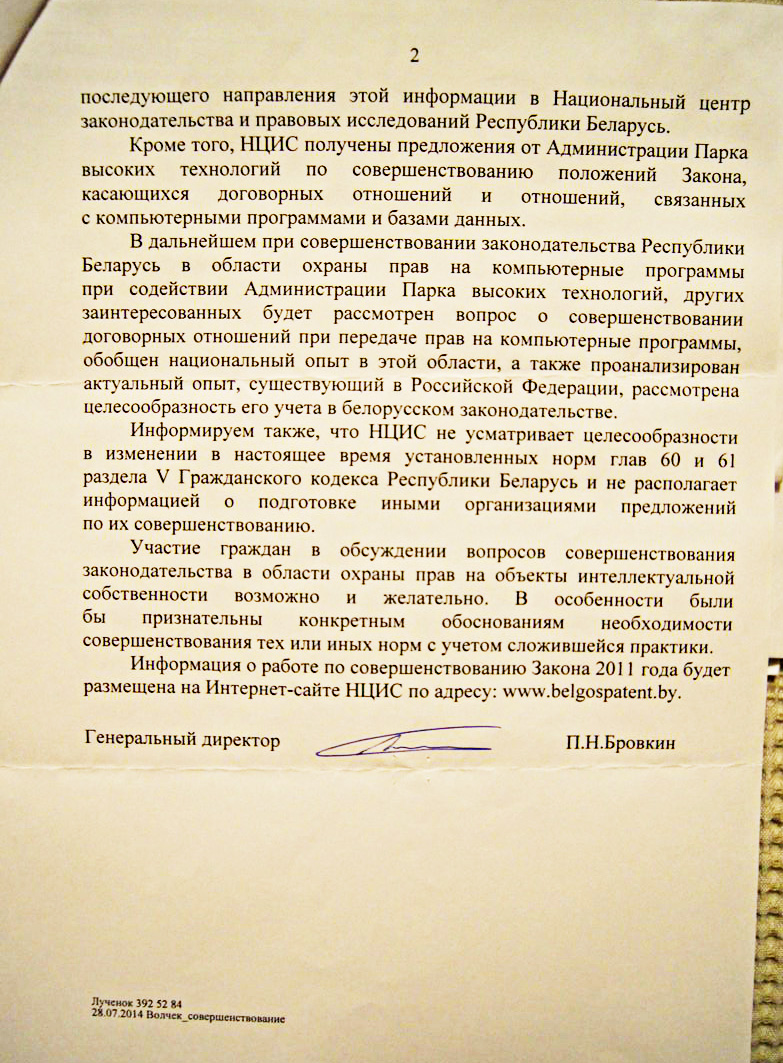 2
последующего направления этой информации в Национальный центр
законодательства и правовых исследований Республики Беларусь.
Кроме того, НЦИС получены предложения от Администрации Парка
высоких технологий по совершенствованию положений Закона,
касающихся договорных отношений и отношений, связанных
с компьютерными программами и базами данных.
В дальнейшем при совершенствовании законодательства Республики
Беларусь в области охраны прав на компьютерные программы
при содействии Администрации Парка высоких технологий, других
заинтересованных будет рассмотрен вопрос о совершенствовании
договорных отношений при передаче прав на компьютерные программы,
обобщен национальный опыт в этой области, а также проанализирован
актуальный опыт, существующий в Российской Федерации, рассмотрена
целесообразность его учета в белорусском законодательстве.
Информируем также, что НЦИС не усматривает целесообразности
в изменении в настоящее время установленных норм глав 60 и 61
раздела V Гражданского кодекса Республики Беларусь и не располагает
информацией о подготовке иными организациями предложений
по их совершенствованию.
Участие граждан в обсуждении вопросов совершенствования
законодательства в области охраны прав на объекты интеллектуальной
собственности возможно и желательно. В особенности были
бы признательны конкретным обоснованиям необходимости
совершенствования тех или иных норм с учетом сложившейся практики.
Информация о работе по совершенствованию Закона 2011 года будет
размещена на Интернет-сайте НЦИС по адресу: www.belgospatent.by.
Генеральный директор П.Н.Бровкин
Лученок 392 52 84
28.07.2014 Волчек_совершенствование